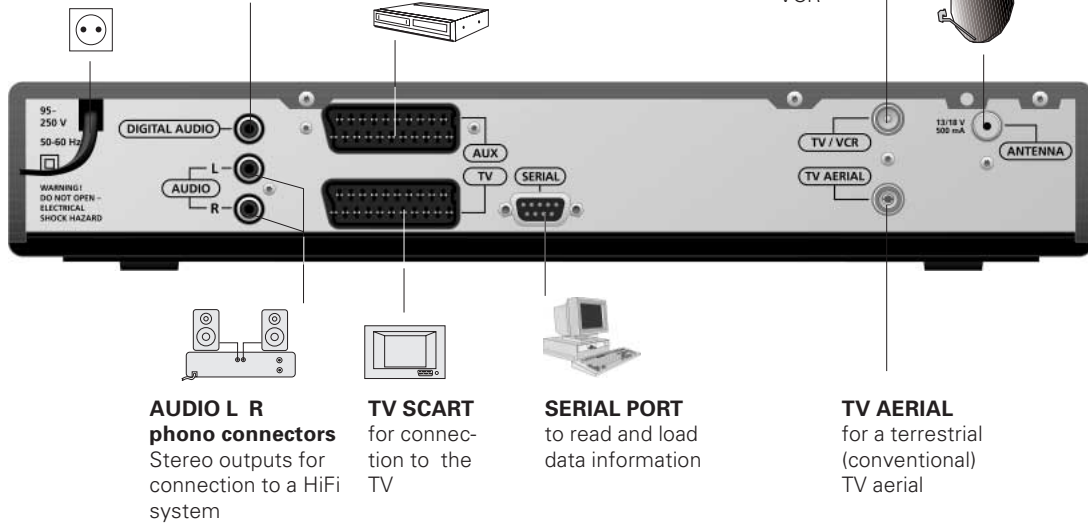 95–
250 V
50-60 Hz
WARNING!
DO NOT OPEN –
ELECTRICAL
SHOCK HAZARD
DIGITAL AUDIO
L
AUDIO
R
AUX
TV
SERIAL
TV / VCR
TV AERIAL
13/18 V
500 mA
ANTENNA
AUDIO L R
phono connectors
Stereo outputs for
connection to a HiFi
system
TV SCART
for connec-
tion to the
TV
SERIAL PORT
to read and load
data information
TV AERIAL
for a terrestrial
(conventional)
TV aerial